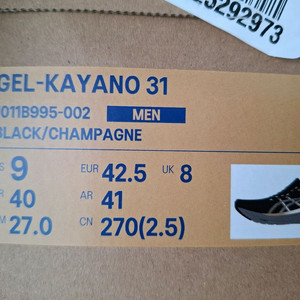 23292973
GEL-KAYANO 31
1011B995-002 MEN
BLACK/CHAMPAGNE
9 EUR 42.5 UK 8
40 AR 41
27.0 CN 270(2.5)